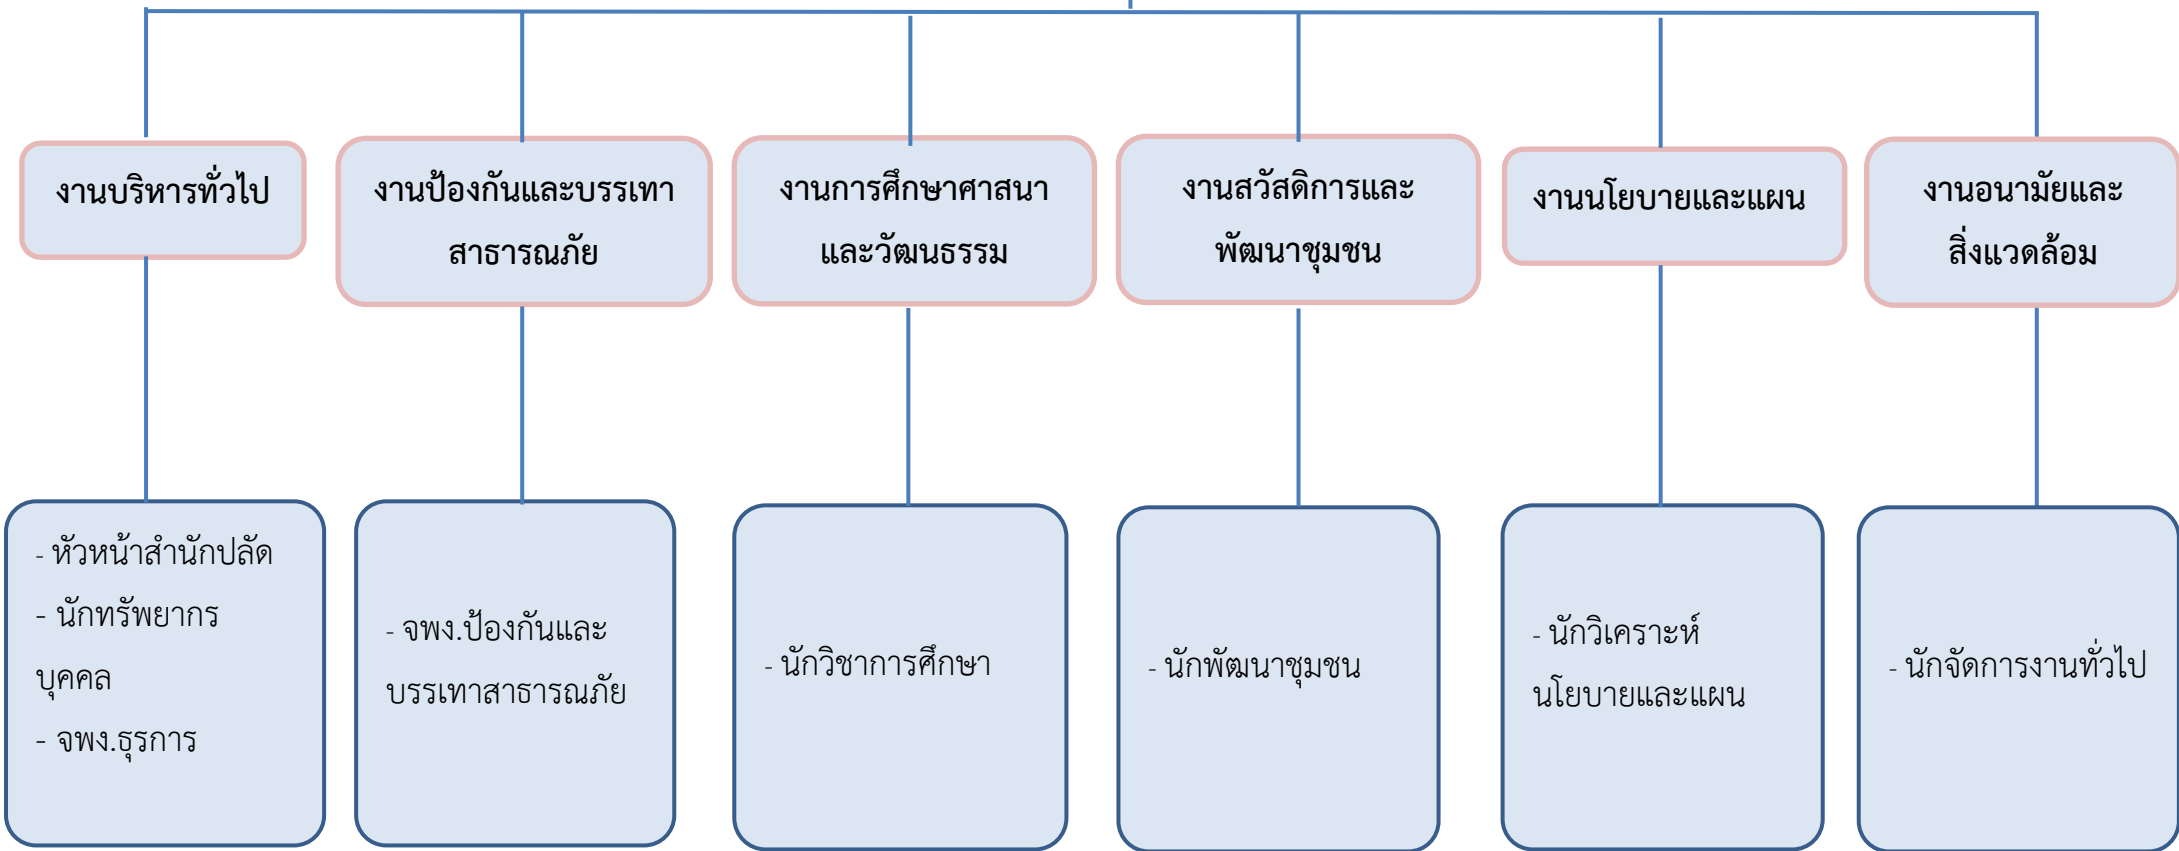 งานบริหารทั่วไป
งานป้องกันและบรรเทา
สาธารณภัย
งานการศึกษาศาสนา
และวัฒนธรรม
งานสวัสดิการและ
พัฒนาชุมชน
งานนโยบายและแผน
งานอนามัยและ
สิ่งแวดล้อม
- หัวหน้าสำนักปลัด
- นักทรัพยากร
บุคคล
- จพง.ธุรการ
- จพง.ป้องกันและ
บรรเทาสาธารณภัย
- นักวิชาการศึกษา
- นักพัฒนาชุมชน
- นักวิเคราะห์
นโยบายและแผน
- นักจัดการงานทั่วไป